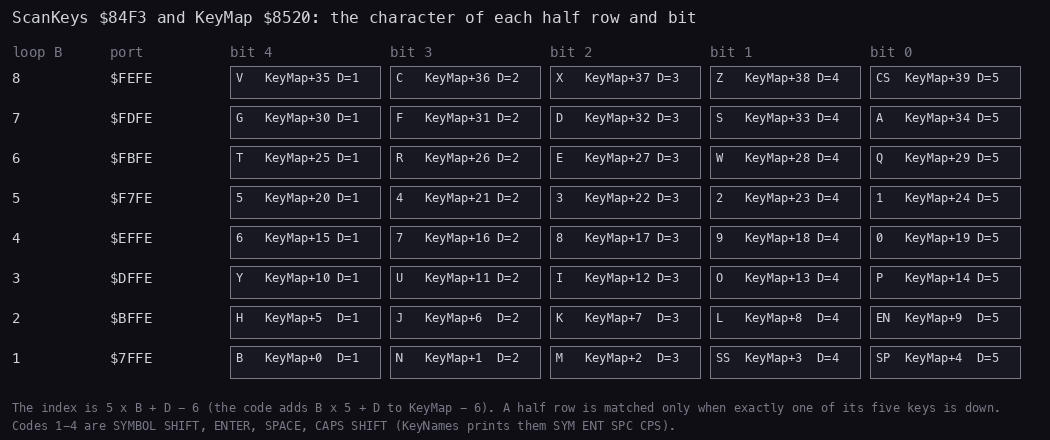 ScanKeys $84F3 and KeyMap $8520: the character of each half row and bit
loop B port bit 4 bit 3 bit 2 bit 1 bit 0
8 $FEFE V KeyMap+35 D=1 C KeyMap+36 D=2 X KeyMap+37 D=3 Z KeyMap+38 D=4 CS KeyMap+39 D=5
7 $FDFE G KeyMap+30 D=1 F KeyMap+31 D=2 D KeyMap+32 D=3 S KeyMap+33 D=4 A KeyMap+34 D=5
6 $FBFE T KeyMap+25 D=1 R KeyMap+26 D=2 E KeyMap+27 D=3 W KeyMap+28 D=4 Q KeyMap+29 D=5
5 $F7FE 5 KeyMap+20 D=1 4 KeyMap+21 D=2 3 KeyMap+22 D=3 2 KeyMap+23 D=4 1 KeyMap+24 D=5
4 $EFFE 6 KeyMap+15 D=1 7 KeyMap+16 D=2 8 KeyMap+17 D=3 9 KeyMap+18 D=4 0 KeyMap+19 D=5
3 $DFFE Y KeyMap+10 D=1 U KeyMap+11 D=2 I KeyMap+12 D=3 O KeyMap+13 D=4 P KeyMap+14 D=5
2 $BFFE H KeyMap+5 D=1 J KeyMap+6 D=2 K KeyMap+7 D=3 L KeyMap+8 D=4 EN KeyMap+9 D=5
1 $7FFE B KeyMap+0 D=1 N KeyMap+1 D=2 M KeyMap+2 D=3 SS KeyMap+3 D=4 SP KeyMap+4 D=5
The index is 5 x B + D − 6 (the code adds B x 5 + D to KeyMap − 6). A half row is matched only when exactly one of its five keys is down.
Codes 1−4 are SYMBOL SHIFT, ENTER, SPACE, CAPS SHIFT (KeyNames prints them SYM ENT SPC CPS).